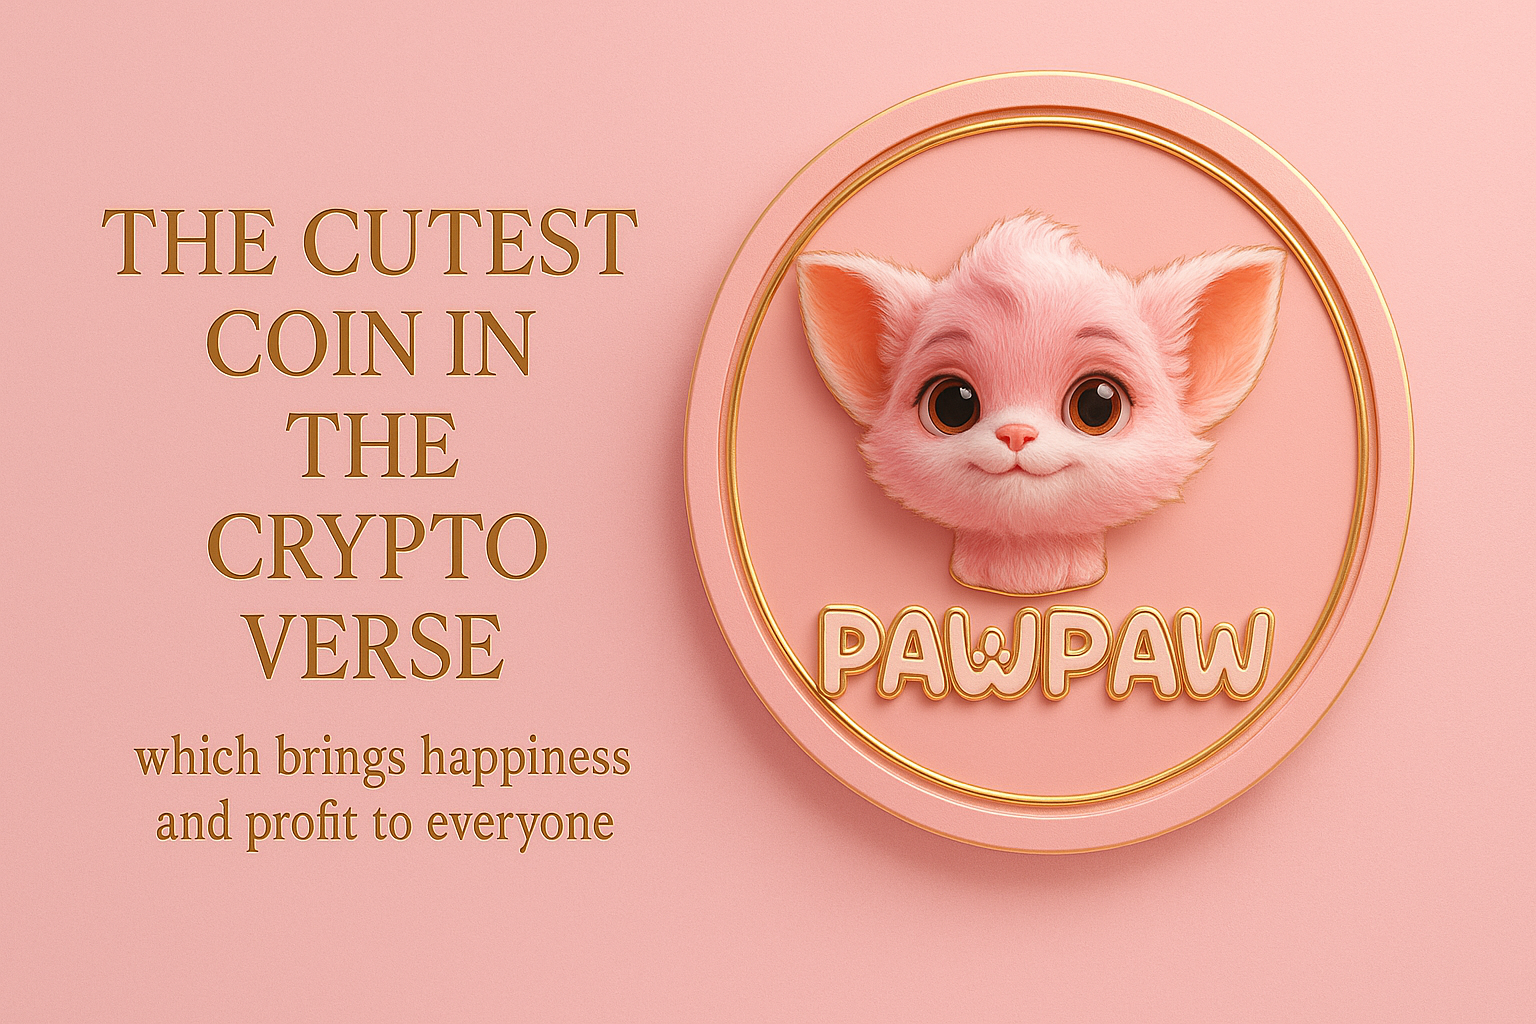 THE CUTEST
COIN IN
THE
CRYPTO
VERSE
which brings happiness
and profit to everyone
PAWPAW